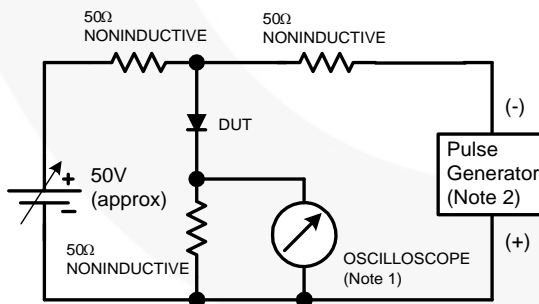 50Ω
NONINDUCTIVE
50Ω
NONINDUCTIVE
DUT
(-)
+
50V
(approx)
−
Pulse
Generator
(Note 2)
50Ω
NONINDUCTIVE
OSCILLOSCOPE
(Note 1)
(+)